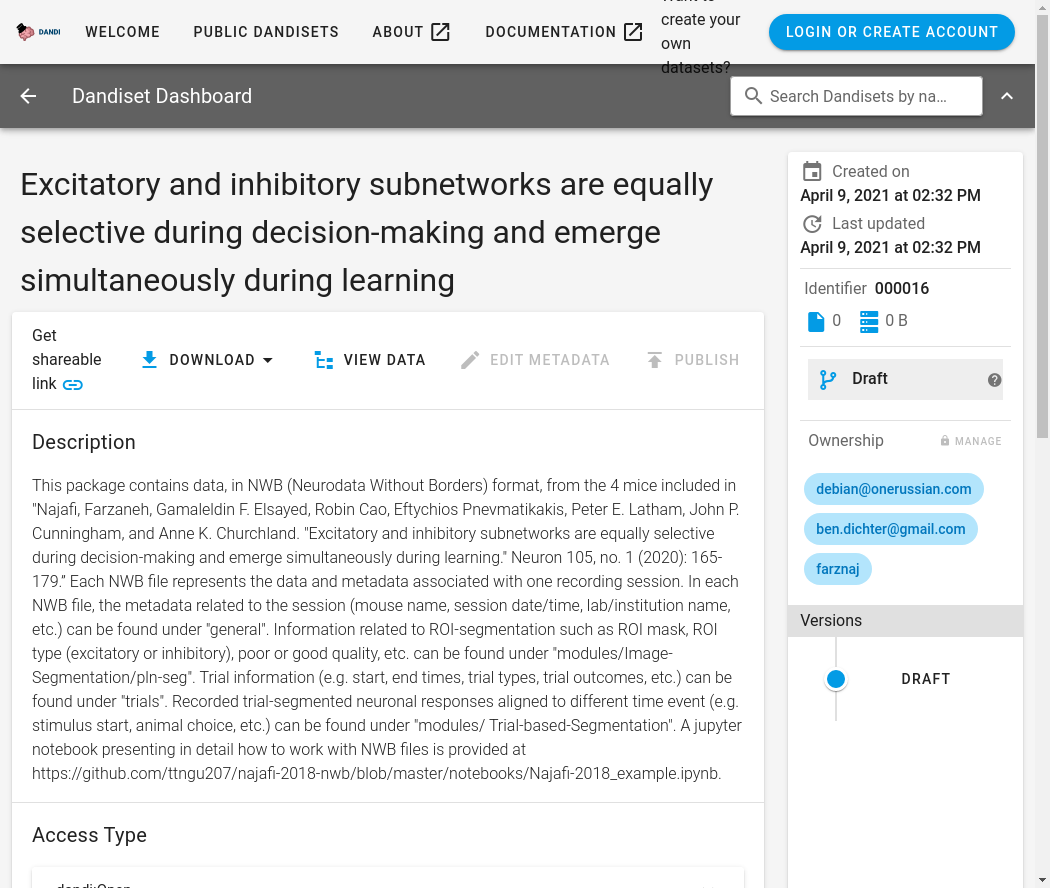 DANDI
WELCOME
PUBLIC DANDISETS
ABOUT
DOCUMENTATION
create your
own
datasets?
LOGIN OR CREATE ACCOUNT
Dandiset Dashboard
Search Dandisets by na…
Excitatory and inhibitory subnetworks are equally
selective during decision-making and emerge
simultaneously during learning
Get
shareable
link
DOWNLOAD
VIEW DATA
EDIT METADATA
PUBLISH
Description
This package contains data, in NWB (Neurodata Without Borders) format, from the 4 mice included in
"Najafi, Farzaneh, Gamaleldin F. Elsayed, Robin Cao, Eftychios Pnevmatikakis, Peter E. Latham, John P.
Cunningham, and Anne K. Churchland. "Excitatory and inhibitory subnetworks are equally selective
during decision-making and emerge simultaneously during learning." Neuron 105, no. 1 (2020): 165-
179.” Each NWB file represents the data and metadata associated with one recording session. In each
NWB file, the metadata related to the session (mouse name, session date/time, lab/institution name,
etc.) can be found under "general". Information related to ROI-segmentation such as ROI mask, ROI
type (excitatory or inhibitory), poor or good quality, etc. can be found under "modules/Image-
Segmentation/pln-seg". Trial information (e.g. start, end times, trial types, trial outcomes, etc.) can be
found under "trials". Recorded trial-segmented neuronal responses aligned to different time event (e.g.
stimulus start, animal choice, etc.) can be found under "modules/ Trial-based-Segmentation". A jupyter
notebook presenting in detail how to work with NWB files is provided at
https://github.com/ttngu207/najafi-2018-nwb/blob/master/notebooks/Najafi-2018_example.ipynb.
Access Type
Created on
April 9, 2021 at 02:32 PM
Last updated
April 9, 2021 at 02:32 PM
Identifier 000016
0
0 B
Draft
Ownership
MANAGE
debian@onerussian.com
ben.dichter@gmail.com
farznaj
Versions
DRAFT